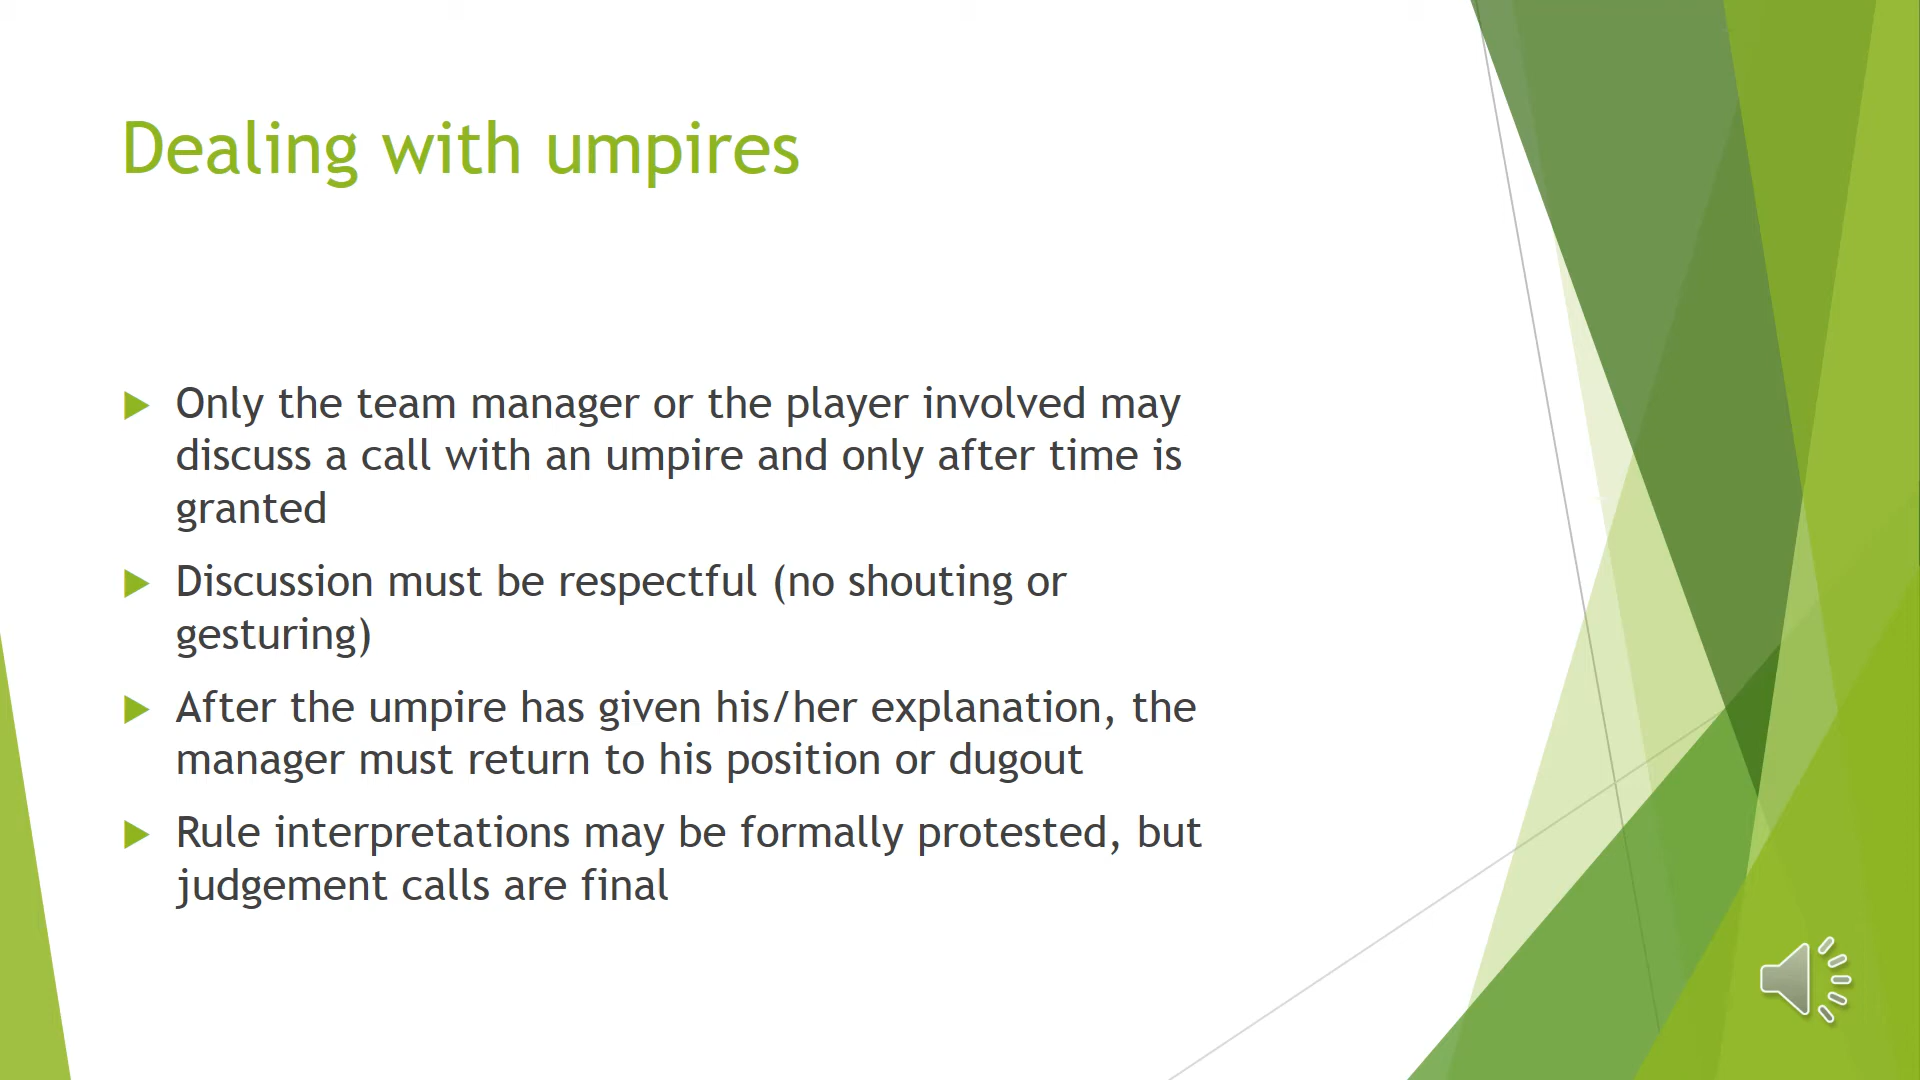 Dealing with umpires
Only the team manager or the player involved may
discuss a call with an umpire and only after time is
granted
Discussion must be respectful (no shouting or
gesturing)
After the umpire has given his/her explanation, the
manager must return to his position or dugout
Rule interpretations may be formally protested, but
judgement calls are final